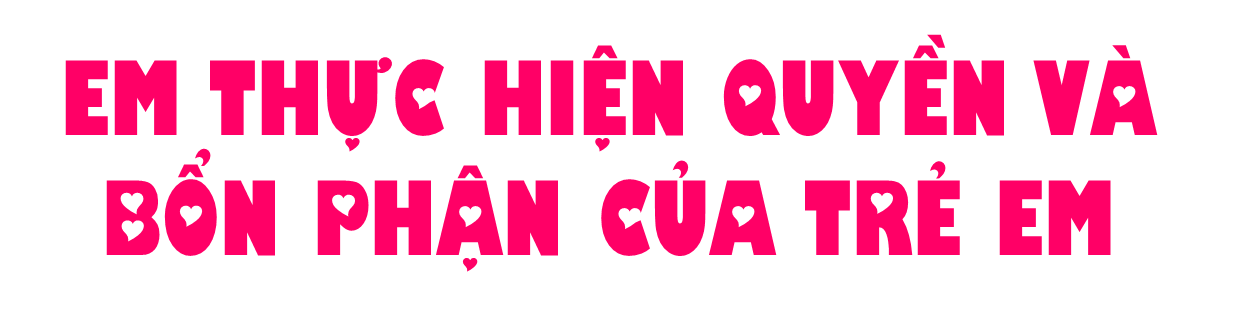 EM THỰC HIỆN QUYỀN VÀ
BỔN PHẬN CỦA TRẺ EM